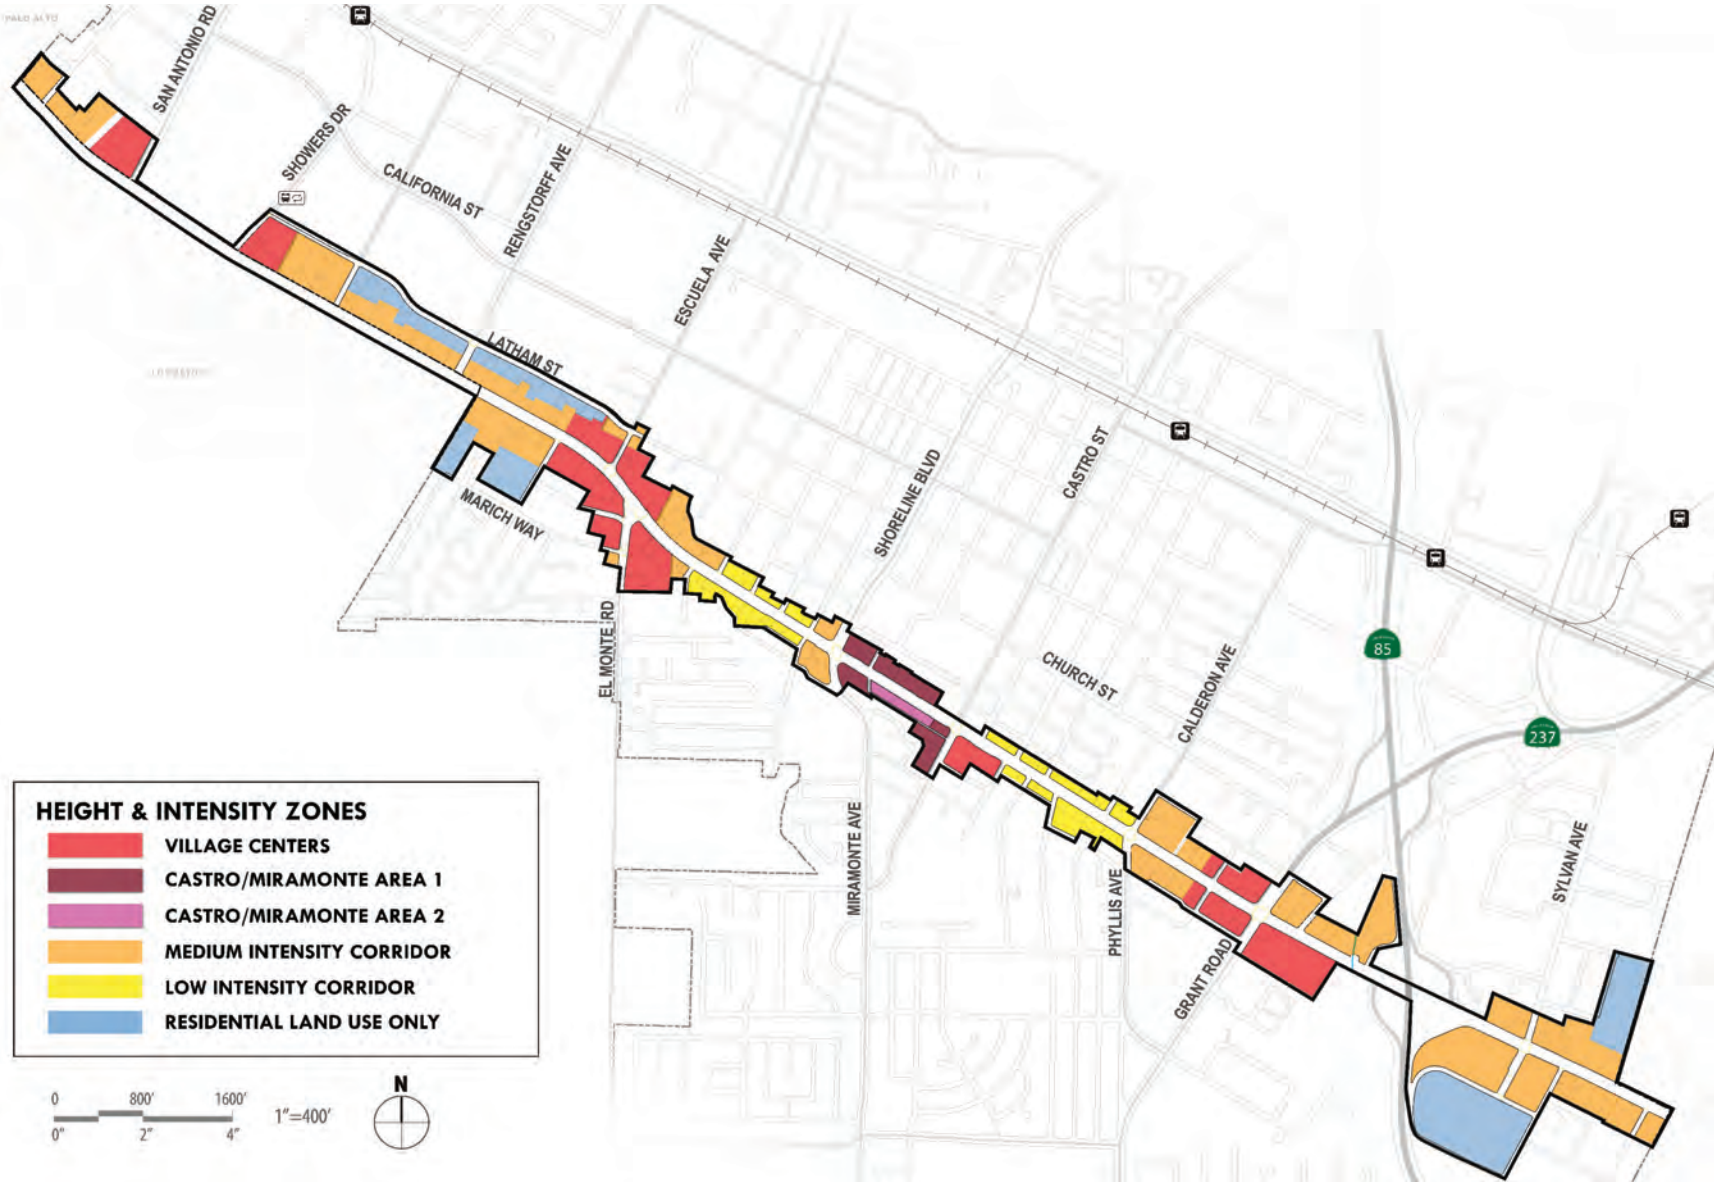 PALO ALTO
SAN ANTONIO RD
SHOWERS DR
CALIFORNIA ST
RENGSTORFF AVE
ESCUELA AVE
LATHAM ST
MARICH WAY
SHORELINE BLVD
CASTRO ST
EL MONTE RD
CHURCH ST
CALDERON AVE
85
237
MIRAMONTE AVE
PHYLLIS AVE
GRANT ROAD
SYLVAN AVE
HEIGHT & INTENSITY ZONES
VILLAGE CENTERS
CASTRO/MIRAMONTE AREA 1
CASTRO/MIRAMONTE AREA 2
MEDIUM INTENSITY CORRIDOR
LOW INTENSITY CORRIDOR
RESIDENTIAL LAND USE ONLY
0 800' 1600'
0" 2" 4"
1"=400'
N